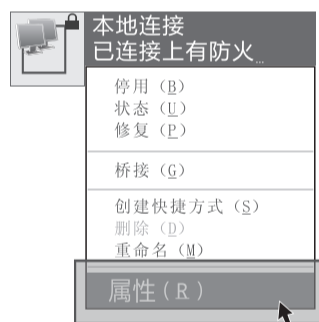 本地连接
已连接上有防火...
停用（B）
状态（U）
修复（P）
桥接（G）
创建快捷方式（S）
删除（D）
重命名（M）
属性（R）